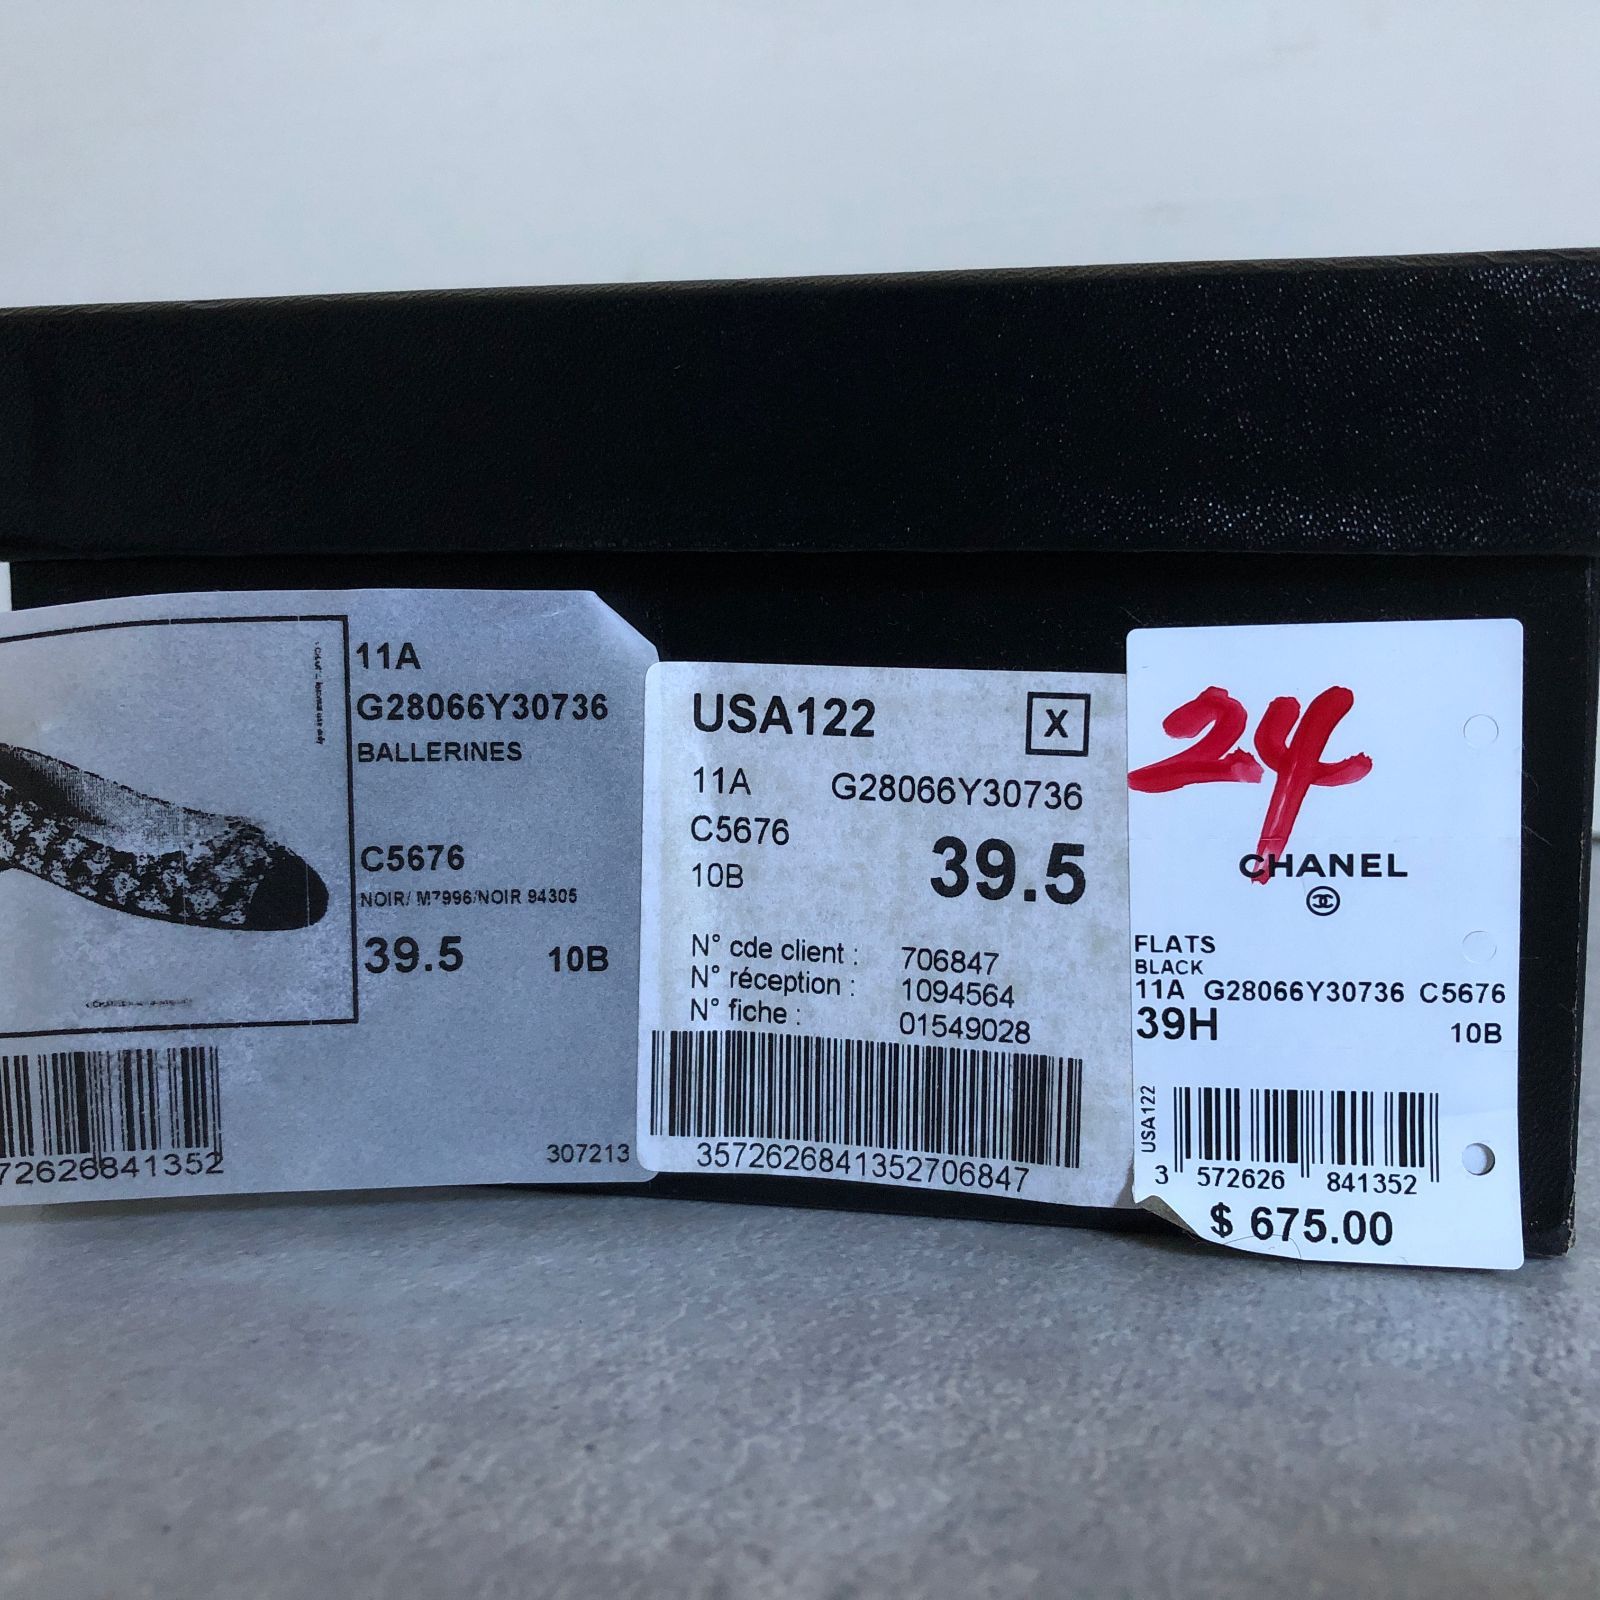 11A
G28066Y30736
BALLERINES
C5676
NOIR/ M7996/NOIR 94305
39.5 10B
72626841352
307213
USA122 X
11A G28066Y30736
C5676
10B 39.5
N° cde client : 706847
N° réception : 1094564
N° fiche : 01549028
3572626841352706847
24
CHANEL
FLATS
BLACK
11A G28066Y30736 C5676
39H 10B
USA122
3 572626 841352
$ 675.00